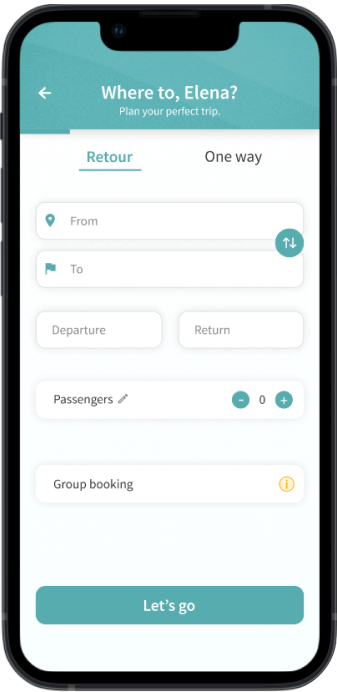 Where to, Elena?
Plan your perfect trip.
Retour One way
From
To
Departure Return
Passengers - 0 +
Group booking i
Let's go